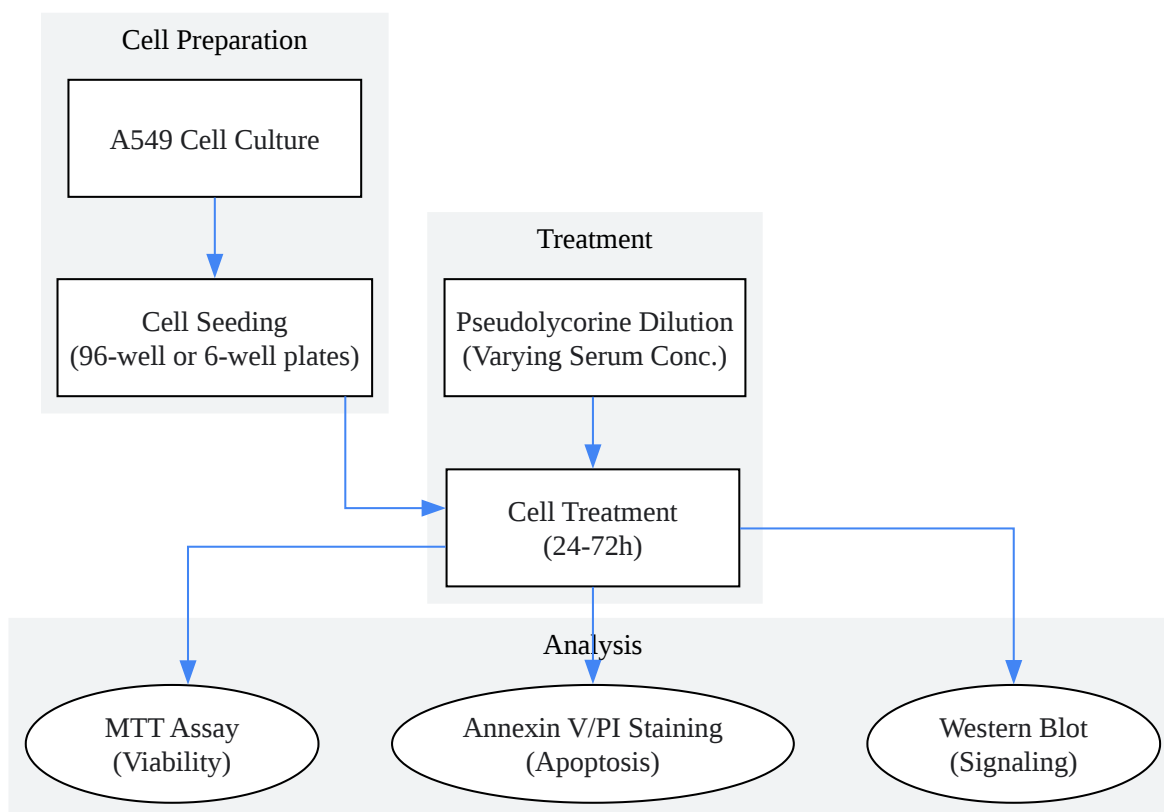 Cell Preparation
A549 Cell Culture
Cell Seeding
(96-well or 6-well plates)
Treatment
Pseudolycorine Dilution
(Varying Serum Conc.)
Cell Treatment
(24-72h)
Analysis
MTT Assay
(Viability)
Annexin V/PI Staining
(Apoptosis)
Western Blot
(Signaling)